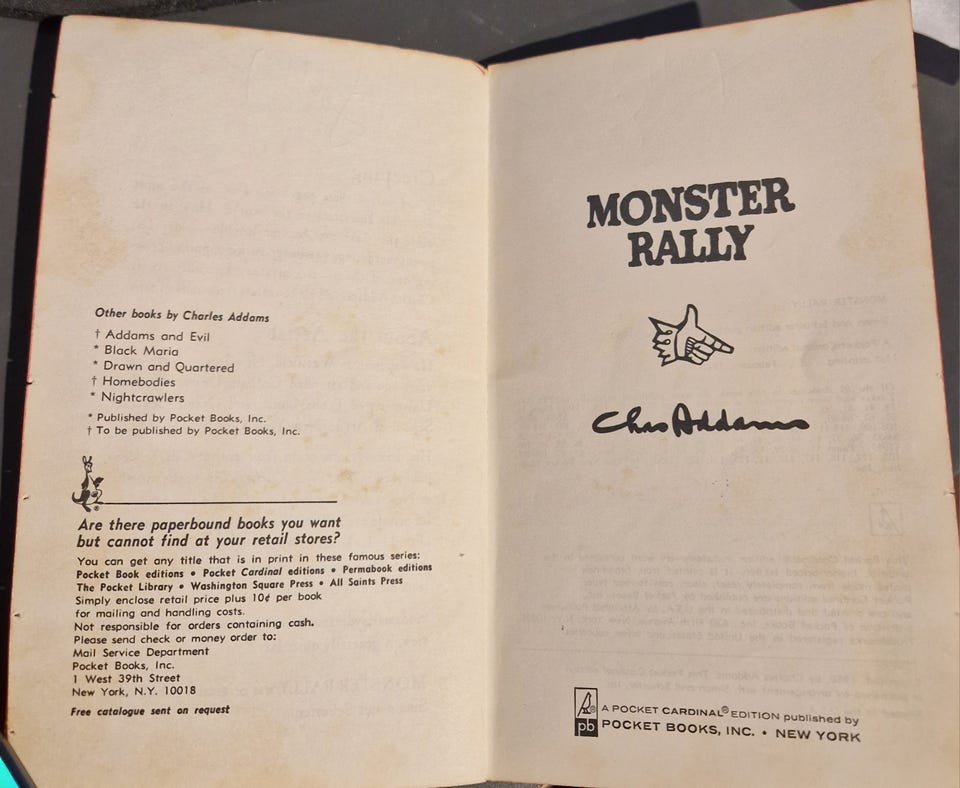 Other books by Charles Addams
† Addams and Evil
* Black Maria
* Drawn and Quartered
† Homebodies
* Nightcrawlers
* Published by Pocket Books, Inc.
† To be published by Pocket Books, Inc.
®
Are there paperbound books you want
but cannot find at your retail stores?
You can get any title that is in print in these famous series:
Pocket Book editions • Pocket Cardinal editions • Permabook editions
The Pocket Library • Washington Square Press • All Saints Press
Simply enclose retail price plus 10¢ per book
for mailing and handling costs.
Not responsible for orders containing cash.
Please send check or money order to:
Mail Service Department
Pocket Books, Inc.
1 West 39th Street
New York, N.Y. 10018
Free catalogue sent on request
MONSTER
RALLY
Chas Addams
® A POCKET CARDINAL® EDITION published by
pb POCKET BOOKS, INC. • NEW YORK